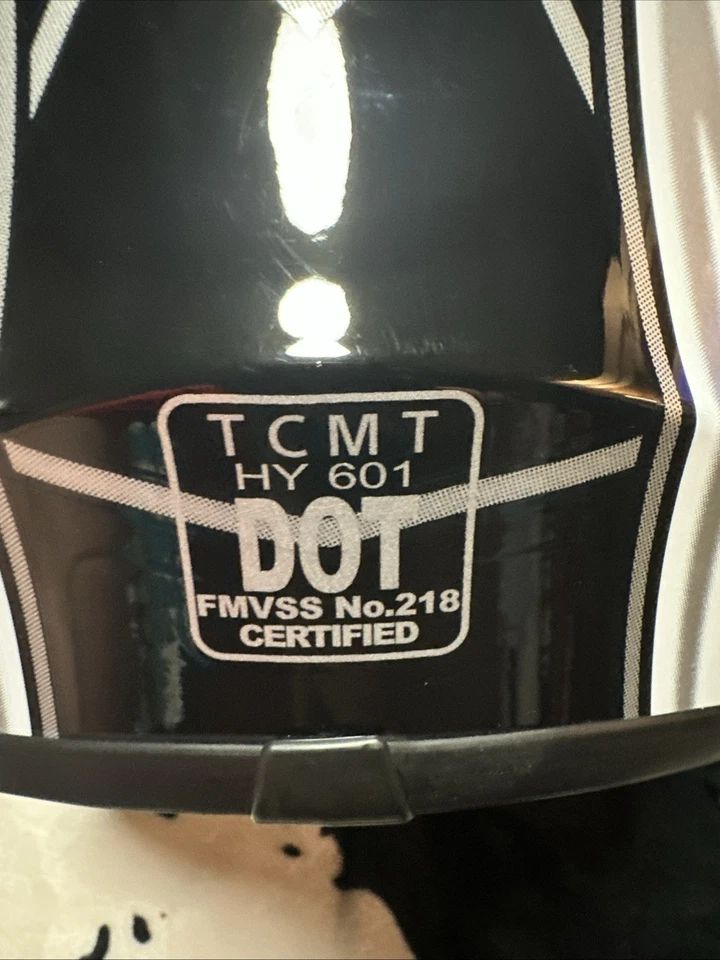 TCMT
HY 601
DOT
FMVSS No.218
CERTIFIED